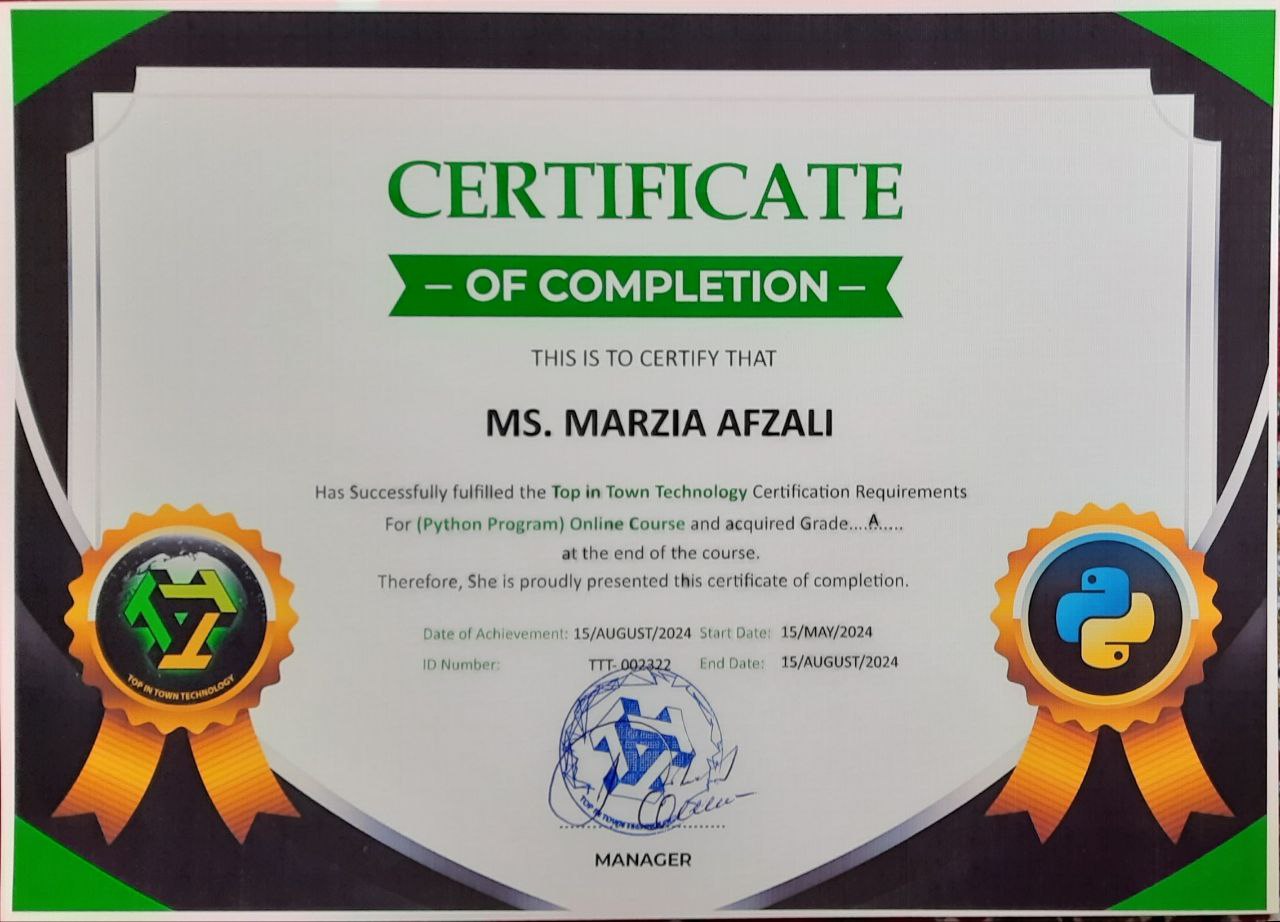 CERTIFICATE
– OF COMPLETION –
THIS IS TO CERTIFY THAT
MS. MARZIA AFZALI
Has Successfully fulfilled the Top in Town Technology Certification Requirements
For (Python Program) Online Course and acquired Grade....A.....
at the end of the course.
Therefore, She is proudly presented this certificate of completion.
Date of Achievement: 15/AUGUST/2024 Start Date: 15/MAY/2024
ID Number: TTT- 002322 End Date: 15/AUGUST/2024
TOP IN TOWN TECHNOLOGY
TOP IN TOWN TECHNOLOGY
MANAGER